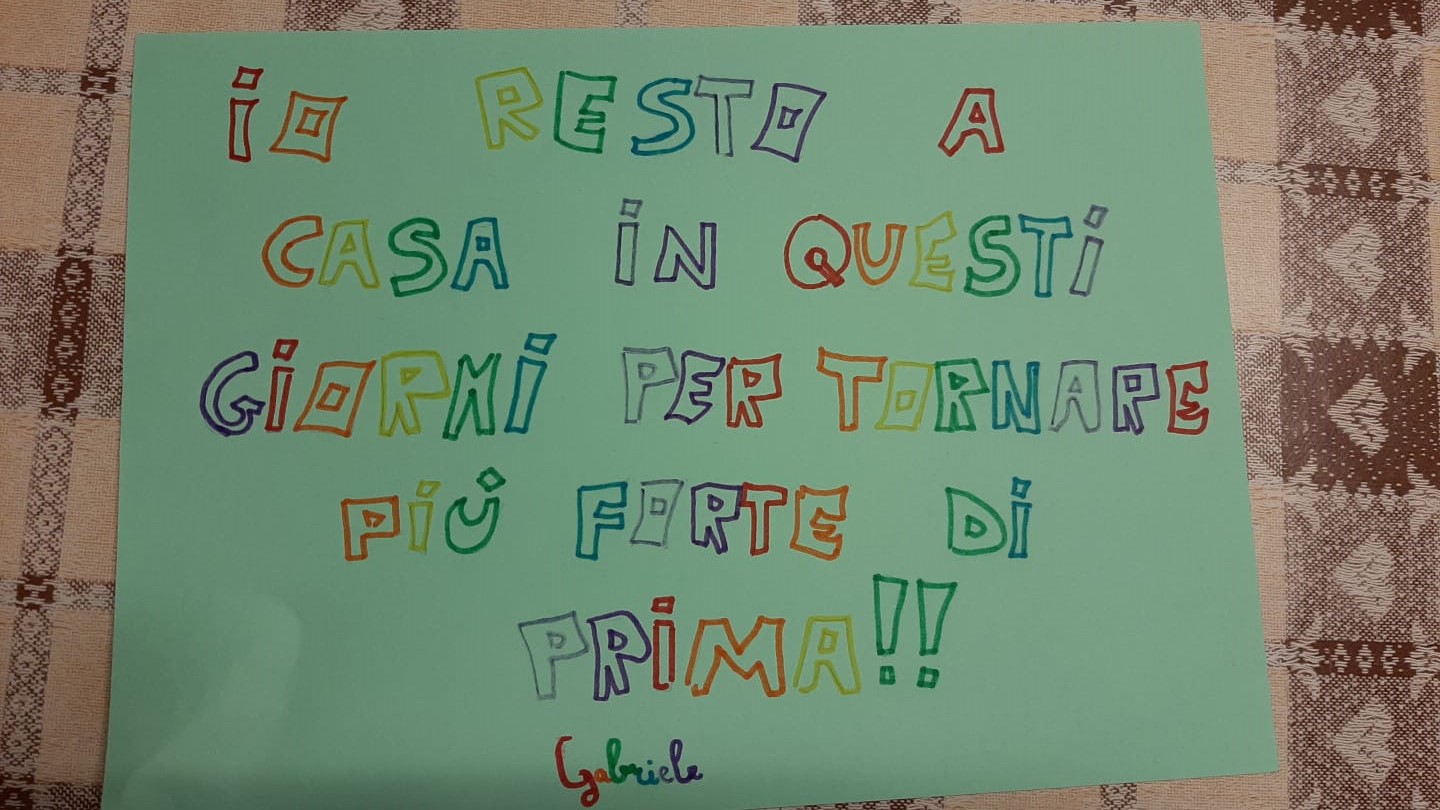 iO RESTO A
CASA iN QUESTi
GiORNi PER TORNARE
PiÙ FORTE Di
PRiMA!!
Gabriele